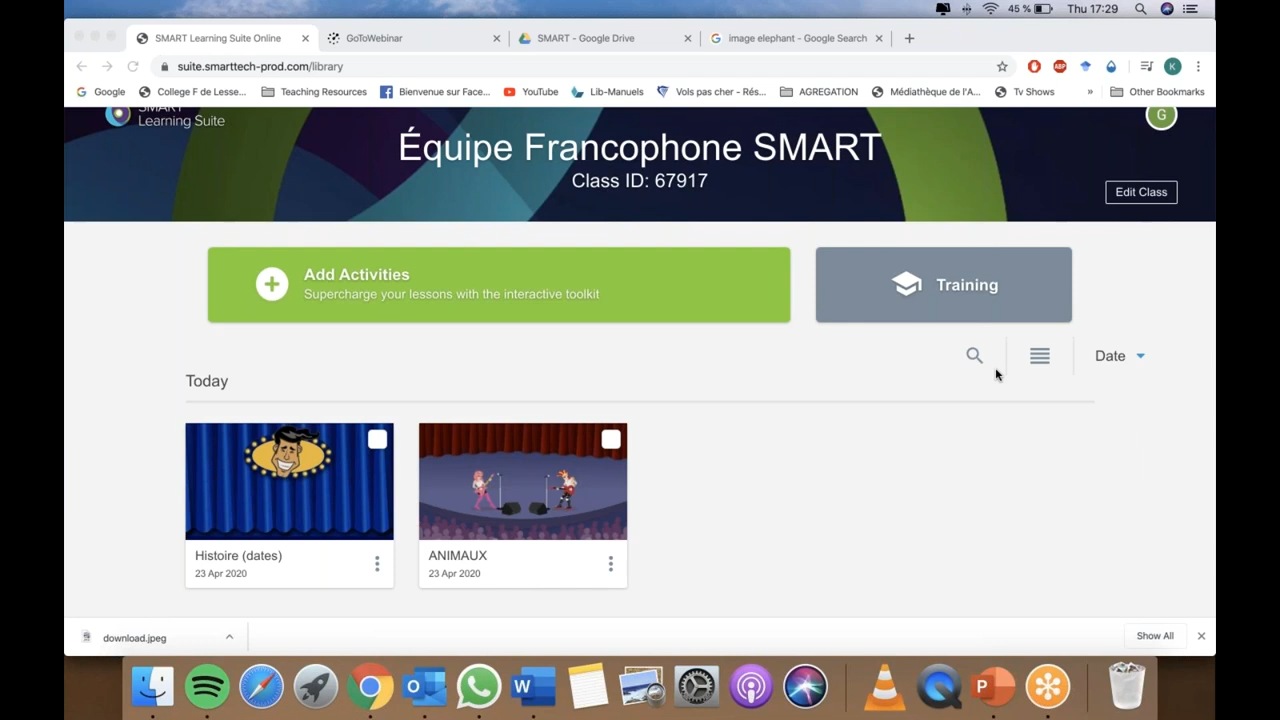 45 %
Thu 17:29
SMART Learning Suite Online
GoToWebinar
SMART - Google Drive
image elephant - Google Search
suite.smarttech-prod.com/library
ABP
K
Google
College F de Lesse...
Teaching Resources
Bienvenue sur Face...
YouTube
Lib-Manuels
Vols pas cher - Rés...
AGREGATION
Médiathèque de l'A...
Tv Shows
»
Other Bookmarks
SMART
Learning Suite
G
Équipe Francophone SMART
Class ID: 67917
Edit Class
Add Activities
Supercharge your lessons with the interactive toolkit
Training
Date
Today
Histoire (dates)
23 Apr 2020
ANIMAUX
23 Apr 2020
download.jpeg
Show All